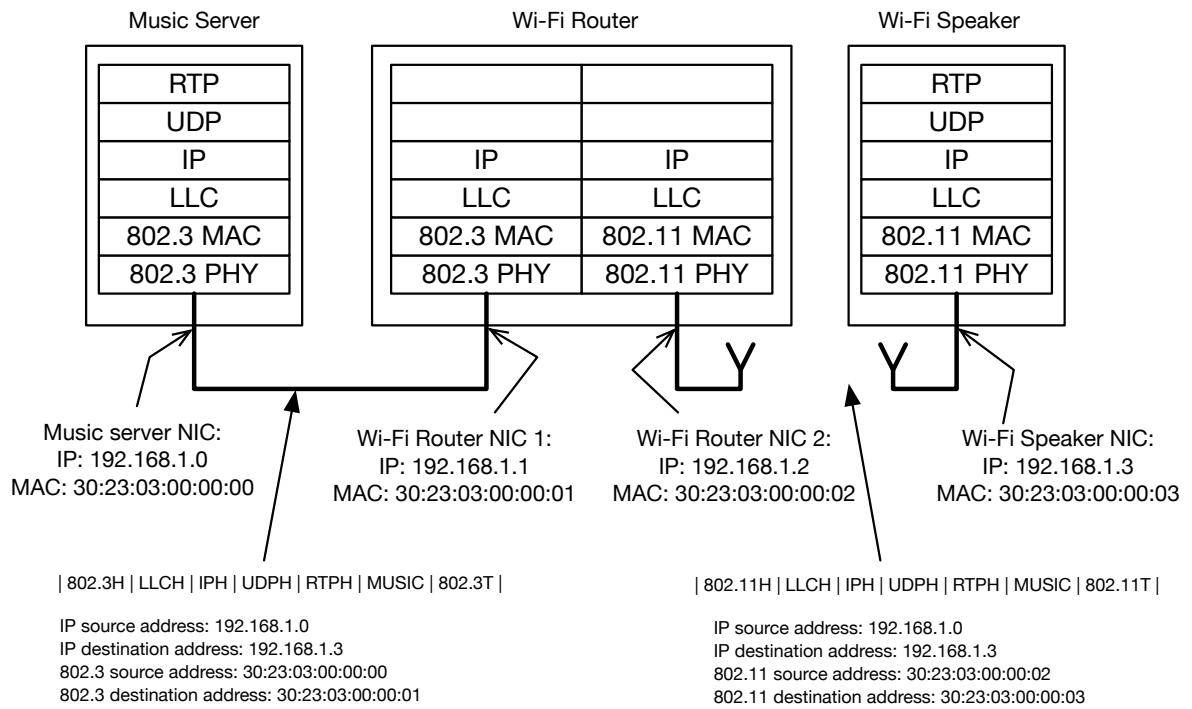 Music Server
Wi-Fi Router
Wi-Fi Speaker
RTP
UDP
IP
LLC
802.3 MAC
802.3 PHY
IP
LLC
802.3 MAC
802.3 PHY
IP
LLC
802.11 MAC
802.11 PHY
RTP
UDP
IP
LLC
802.11 MAC
802.11 PHY
Music server NIC:
IP: 192.168.1.0
MAC: 30:23:03:00:00:00
Wi-Fi Router NIC 1:
IP: 192.168.1.1
MAC: 30:23:03:00:00:01
Wi-Fi Router NIC 2:
IP: 192.168.1.2
MAC: 30:23:03:00:00:02
Wi-Fi Speaker NIC:
IP: 192.168.1.3
MAC: 30:23:03:00:00:03
| 802.3H | LLCH | IPH | UDPH | RTPH | MUSIC | 802.3T |
IP source address: 192.168.1.0
IP destination address: 192.168.1.3
802.3 source address: 30:23:03:00:00:00
802.3 destination address: 30:23:03:00:00:01
| 802.11H | LLCH | IPH | UDPH | RTPH | MUSIC | 802.11T |
IP source address: 192.168.1.0
IP destination address: 192.168.1.3
802.11 source address: 30:23:03:00:00:02
802.11 destination address: 30:23:03:00:00:03